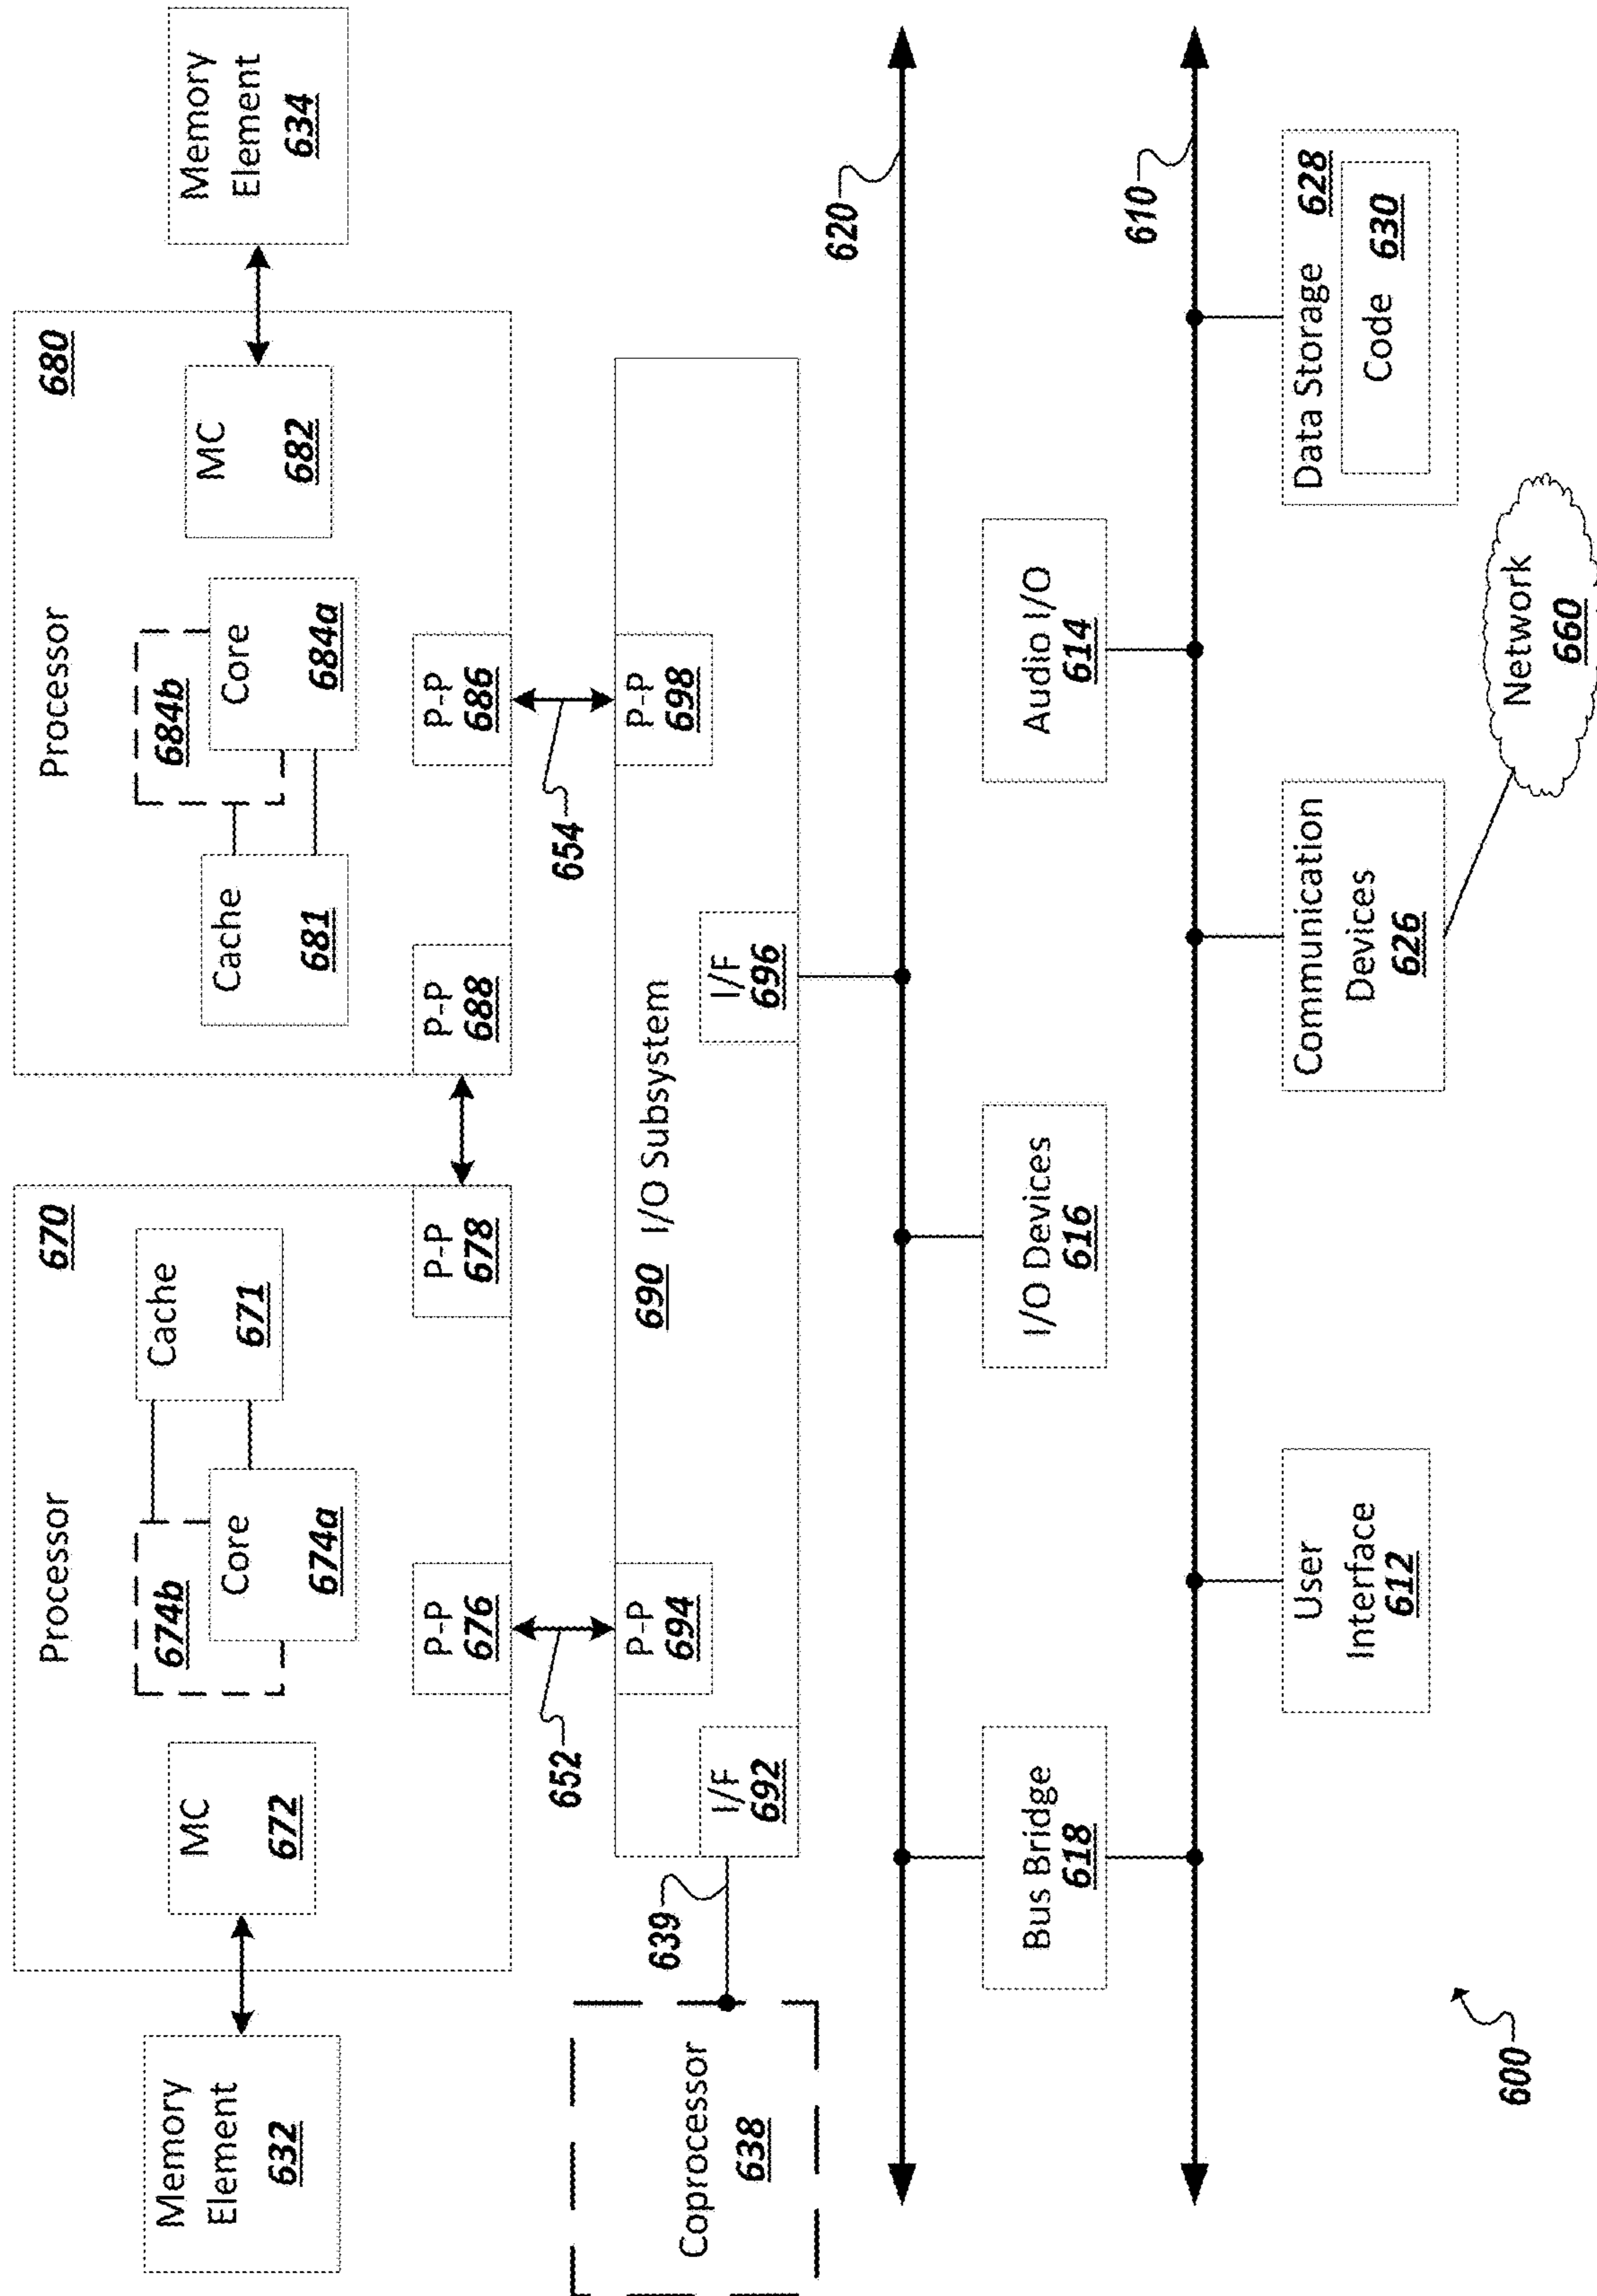 Memory
Element
632
Processor
670
MC
672
674b
Core
674a
Cache
671
P-P
676
P-P
678
Processor
680
Cache
681
684b
Core
684a
MC
682
P-P
688
P-P
686
Memory
Element
634
652
654
Coprocessor
638
639
I/F
692
P-P
694
690 I/O Subsystem
I/F
696
P-P
698
620
Bus Bridge
618
I/O Devices
616
Audio I/O
614
610
User
Interface
612
Communication
Devices
626
Data Storage 628
Code 630
Network
660
600